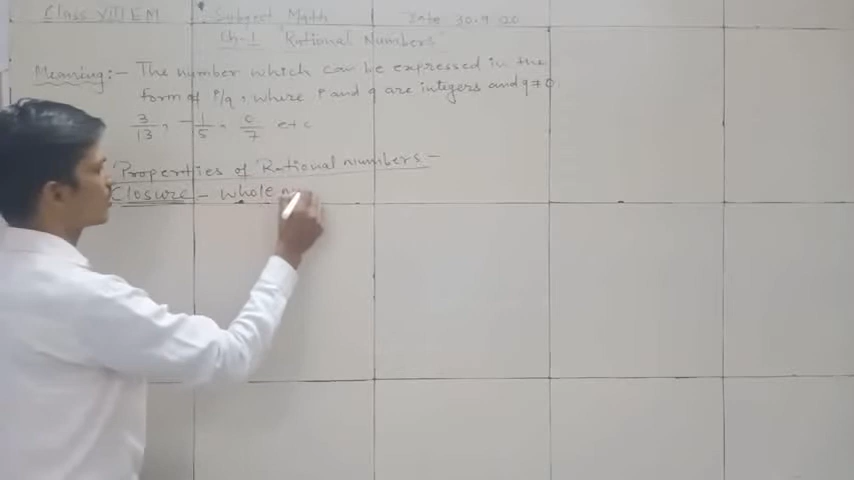 Class VIII EM Subject Math Date 30.9.20
Ch-1 Rational Numbers
Meaning:- The number which can be expressed in the
form of P/q, where P and q are integers and q≠0.
3/13, -1/5, 0/7 etc
Properties of Rational numbers-
Closure - Whole